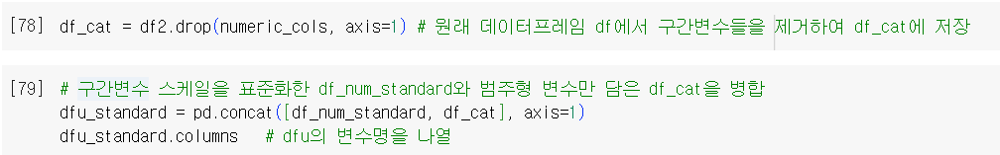 [78] df_cat = df2.drop(numeric_cols, axis=1) # 원래 데이터프레임 df에서 구간변수들을 제거하여 df_cat에 저장
[79] # 구간변수 스케일을 표준화한 df_num_standard와 범주형 변수만 담은 df_cat을 병합
dfu_standard = pd.concat([df_num_standard, df_cat], axis=1)
dfu_standard.columns # dfu의 변수명을 나열